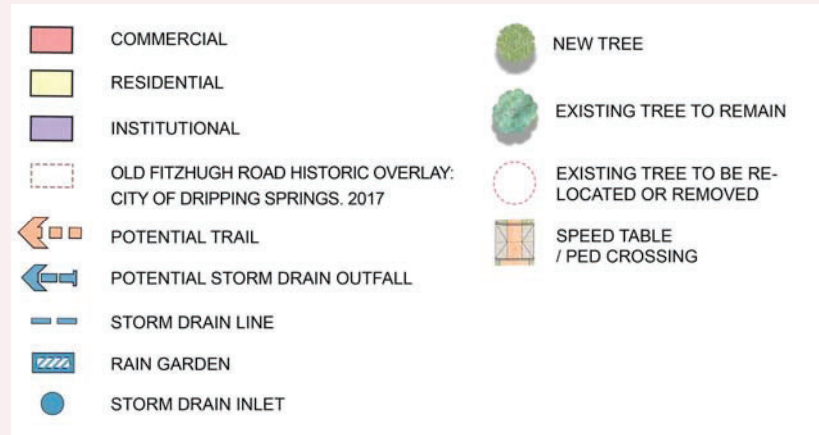 COMMERCIAL
RESIDENTIAL
INSTITUTIONAL
OLD FITZHUGH ROAD HISTORIC OVERLAY:
CITY OF DRIPPING SPRINGS. 2017
POTENTIAL TRAIL
POTENTIAL STORM DRAIN OUTFALL
STORM DRAIN LINE
RAIN GARDEN
STORM DRAIN INLET
NEW TREE
EXISTING TREE TO REMAIN
EXISTING TREE TO BE RE-
LOCATED OR REMOVED
SPEED TABLE
/ PED CROSSING